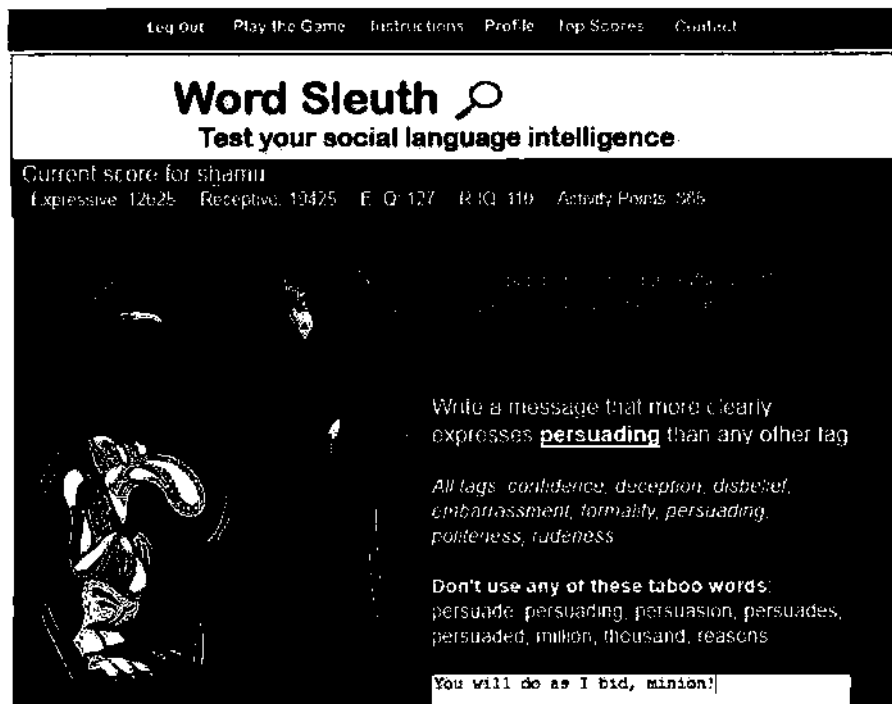 Log Out Play the Game Instructions Profile Top Scores Contact
Word Sleuth
Test your social language intelligence
Current score for shamu
Expressive: 12625 Receptive: 19425 E IQ: 127 R IQ: 110 Activity Points:
Write a message that more clearly
expresses persuading than any other tag
All tags: confidence, deception, disbelief,
embarrassment, formality, persuading,
politeness, rudeness
Don't use any of these taboo words:
persuade, persuading, persuasion, persuades,
persuaded, million, thousand, reasons
You will do as I bid, minion!